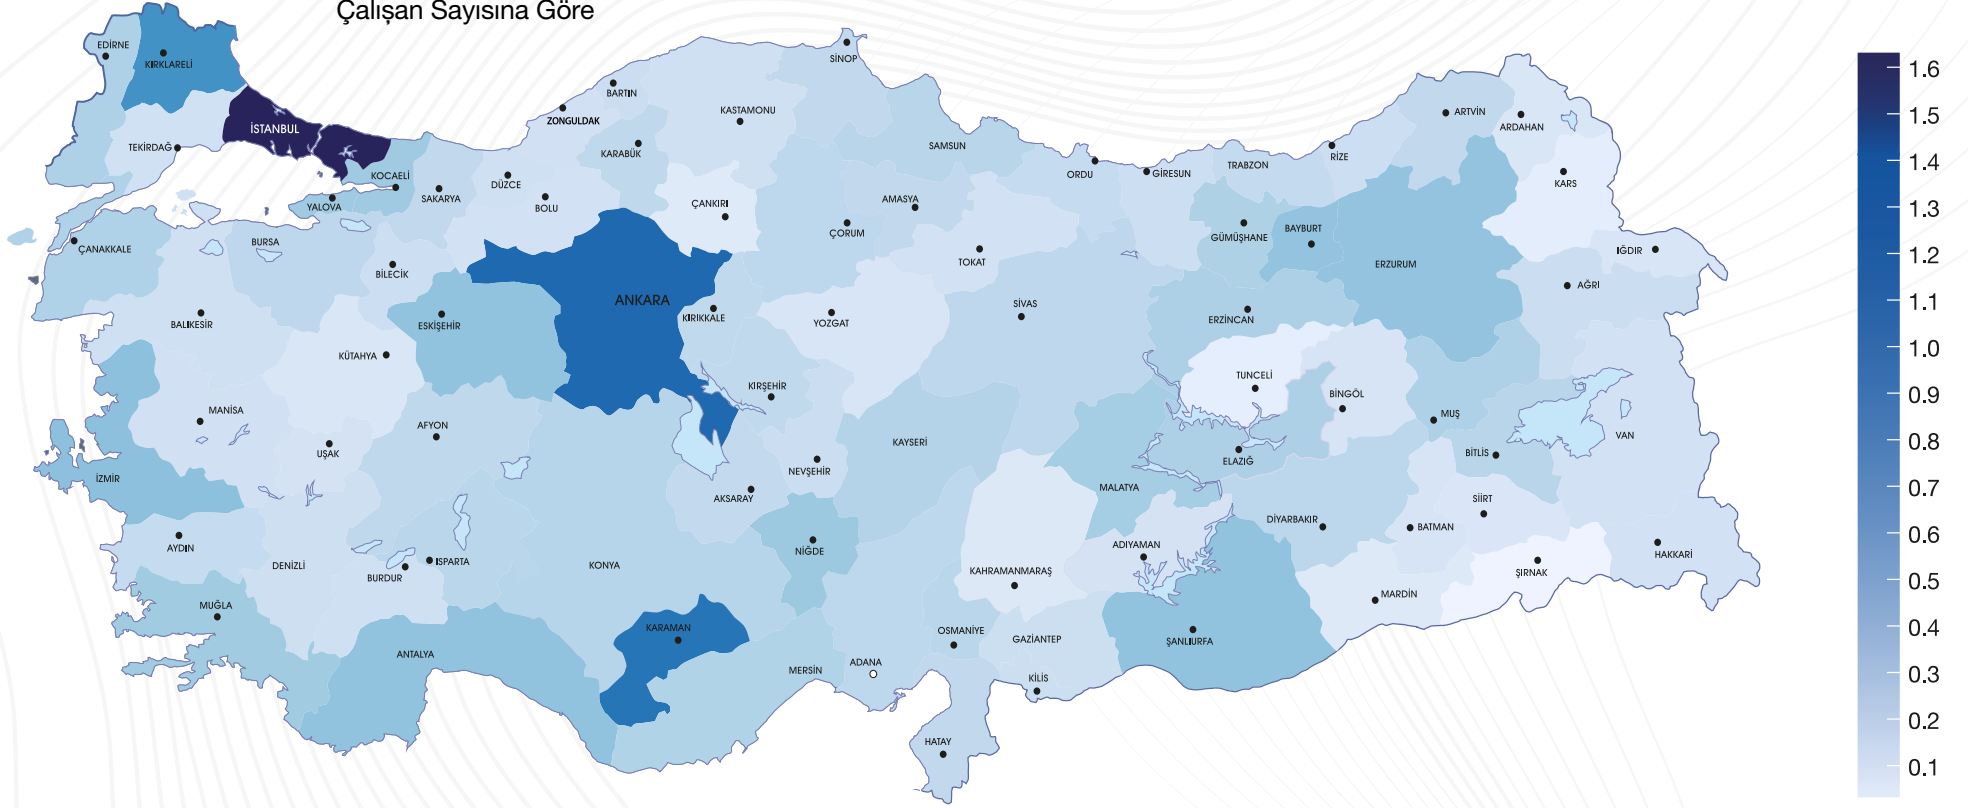 Çalışan Sayısına Göre
EDİRNE
KIRKLARELİ
SİNOP
BARTIN
KASTAMONU
ZONGULDAK
İSTANBUL
TEKİRDAĞ
KARABÜK
SAMSUN
ARTVİN
ARDAHAN
RİZE
TRABZON
KOCAELİ
DÜZCE
ORDU
GİRESUN
KARS
SAKARYA
YALOVA
BOLU
ÇANKIRI
AMASYA
ÇORUM
GÜMÜŞHANE
BAYBURT
BURSA
ÇANAKKALE
BİLECİK
TOKAT
ERZURUM
IĞDIR
AĞRI
ANKARA
SİVAS
KIRIKKALE
BALIKESİR
ESKİŞEHİR
YOZGAT
ERZİNCAN
KÜTAHYA
KIRŞEHİR
TUNCELİ
BİNGÖL
MUŞ
MANİSA
AFYON
UŞAK
KAYSERİ
VAN
NEVŞEHİR
ELAZIĞ
BİTLİS
İZMİR
AKSARAY
MALATYA
SİİRT
DİYARBAKIR
BATMAN
AYDIN
NİĞDE
ADIYAMAN
HAKKARİ
DENİZLİ
ISPARTA
BURDUR
KONYA
KAHRAMANMARAŞ
ŞIRNAK
MARDİN
MUĞLA
KARAMAN
OSMANİYE
GAZİANTEP
ŞANLIURFA
ANTALYA
MERSİN
ADANA
KİLİS
HATAY
1.6
1.5
1.4
1.3
1.2
1.1
1.0
0.9
0.8
0.7
0.6
0.5
0.4
0.3
0.2
0.1